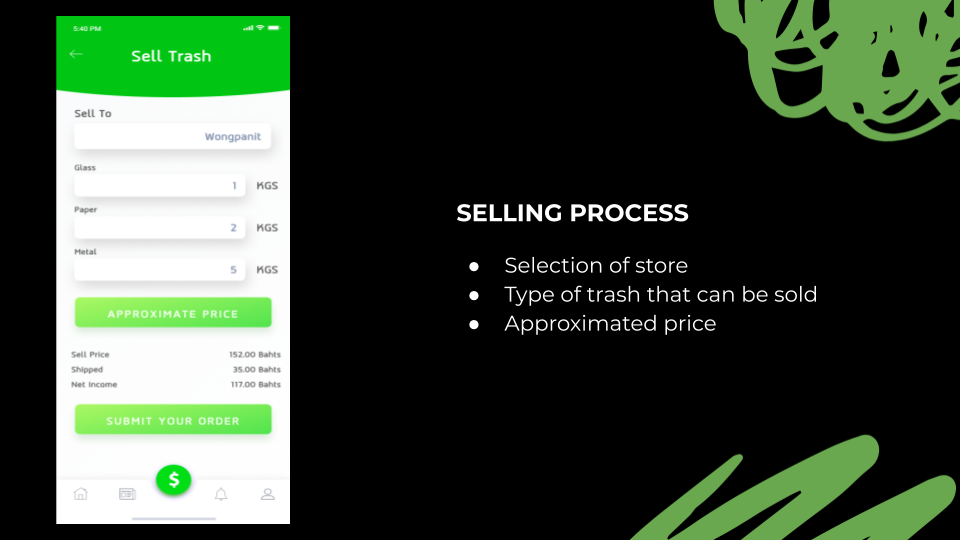 5:40 PM
Sell Trash
Sell To
Wongpanit
Glass
1 KGS
Paper
2 KGS
Metal
5 KGS
APPROXIMATE PRICE
Sell Price 152.00 Bahts
Shipped 35.00 Bahts
Net Income 117.00 Bahts
SUBMIT YOUR ORDER
$
SELLING PROCESS
● Selection of store
● Type of trash that can be sold
● Approximated price